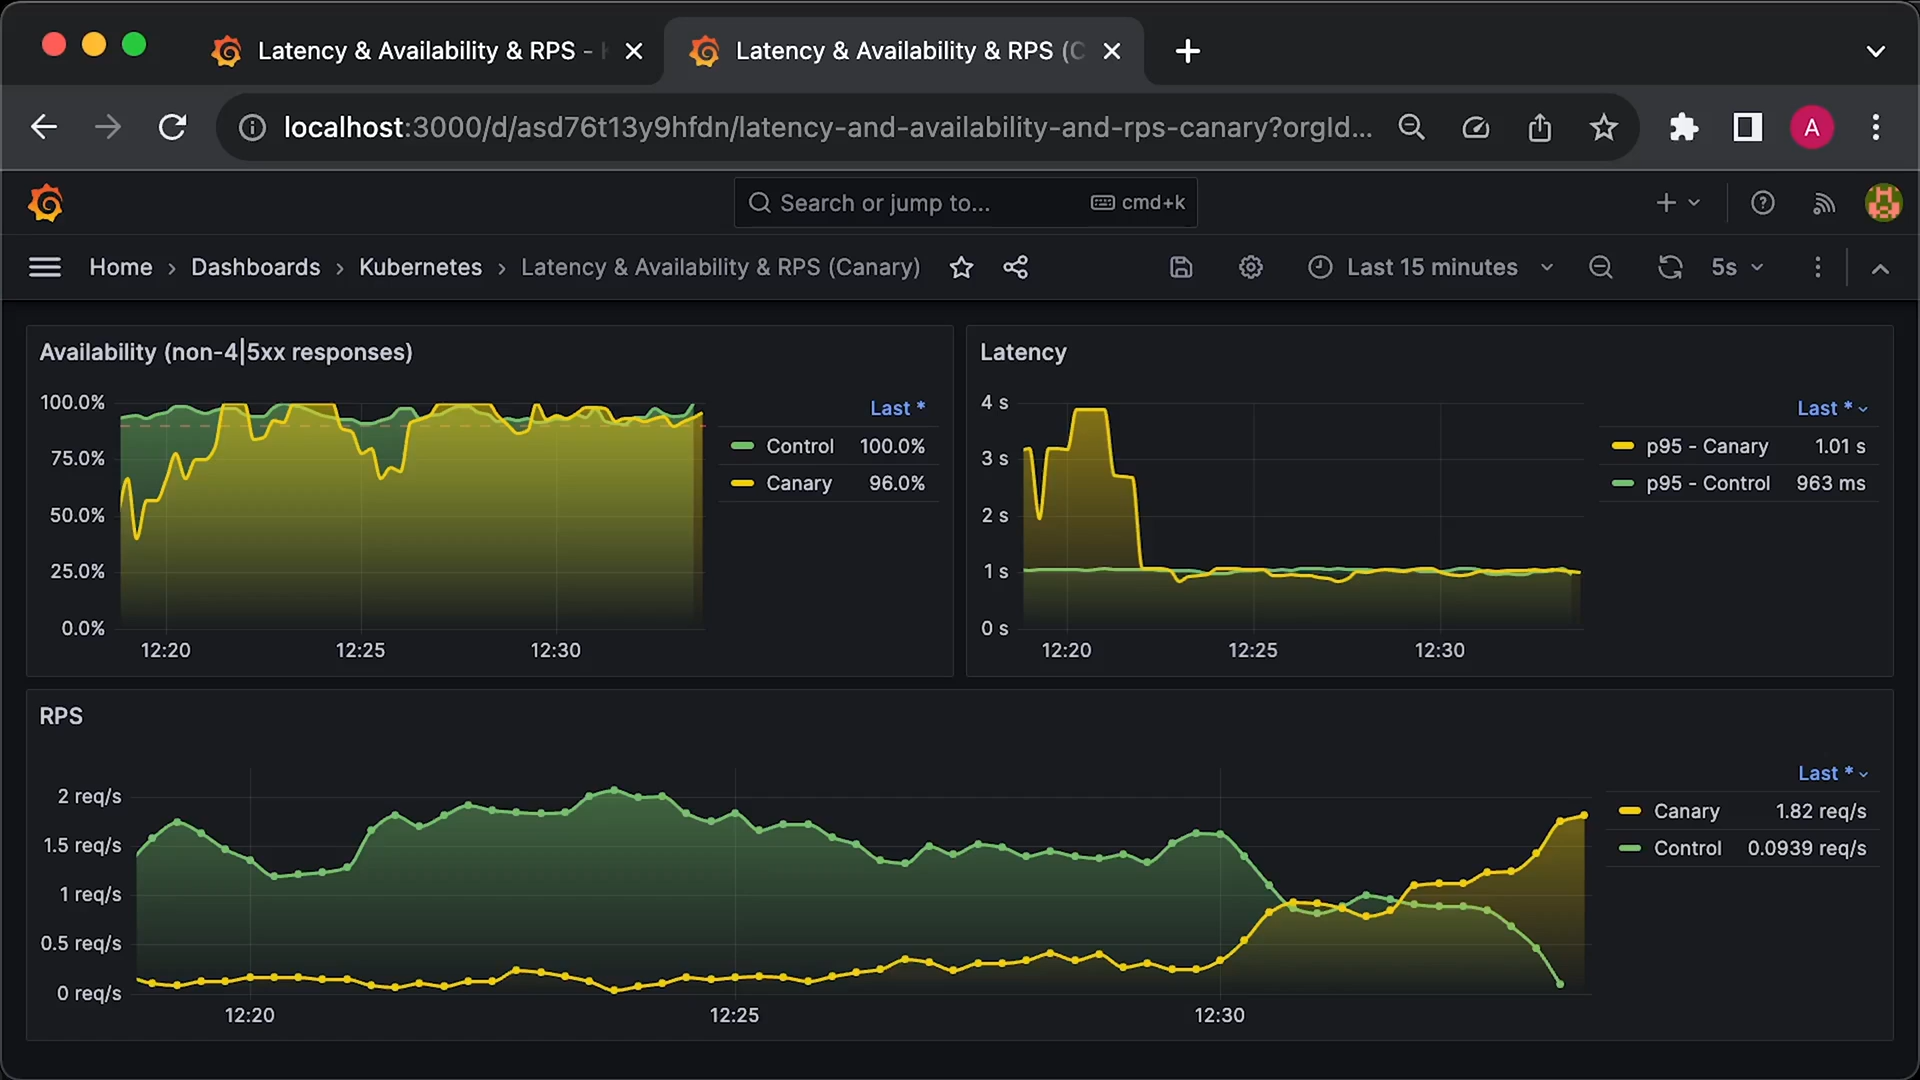 Latency & Availability & RPS -
Latency & Availability & RPS (C
localhost:3000/d/asd76t13y9hfdn/latency-and-availability-and-rps-canary?orgId...
A
Search or jump to...
cmd+k
Home › Dashboards › Kubernetes › Latency & Availability & RPS (Canary)
Last 15 minutes
5s
Availability (non-4|5xx responses)
100.0%
75.0%
50.0%
25.0%
0.0%
12:20 12:25 12:30
Last *
Control 100.0%
Canary 96.0%
Latency
4 s
3 s
2 s
1 s
0 s
12:20 12:25 12:30
Last *
p95 - Canary 1.01 s
p95 - Control 963 ms
RPS
2 req/s
1.5 req/s
1 req/s
0.5 req/s
0 req/s
12:20 12:25 12:30
Last *
Canary 1.82 req/s
Control 0.0939 req/s